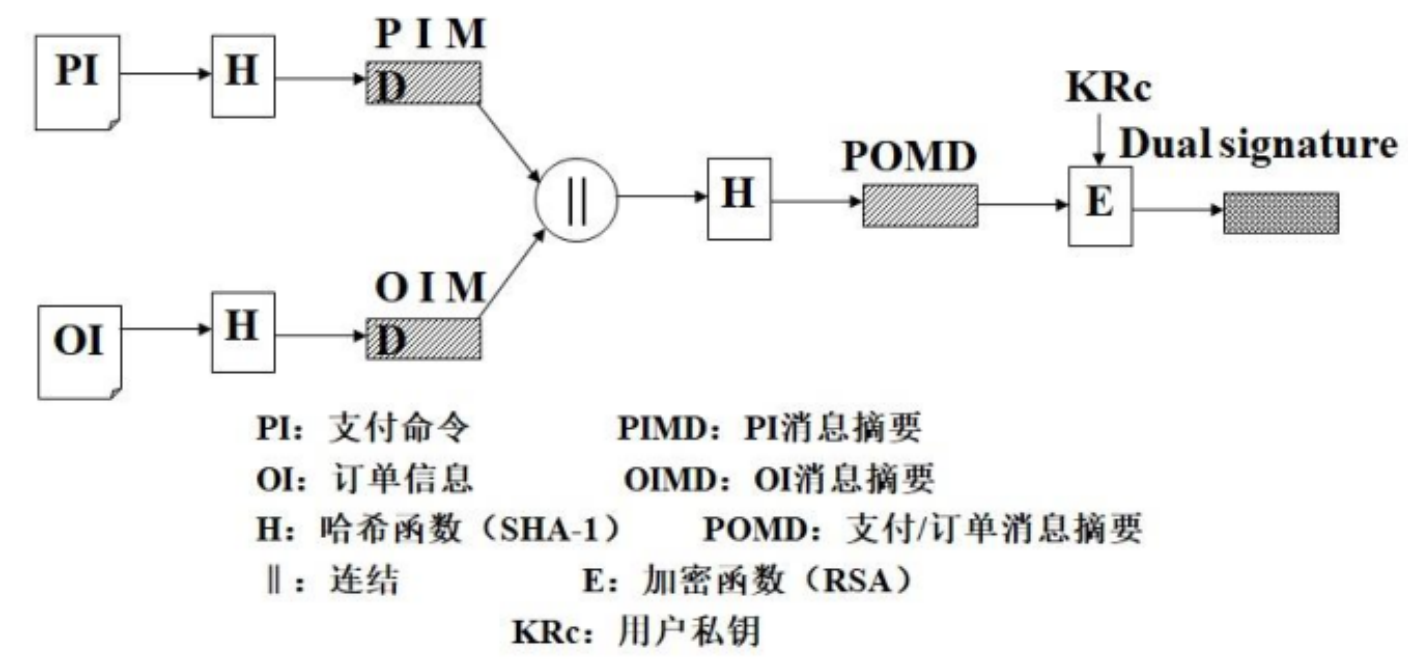 PI
H
P I M
D
KRc
Dual signature
POMD
||
H
E
O I M
D
OI
H
PI：支付命令 PIMD：PI消息摘要
OI：订单信息 OIMD：OI消息摘要
H：哈希函数（SHA-1） POMD：支付/订单消息摘要
‖：连结 E：加密函数（RSA）
KRc：用户私钥